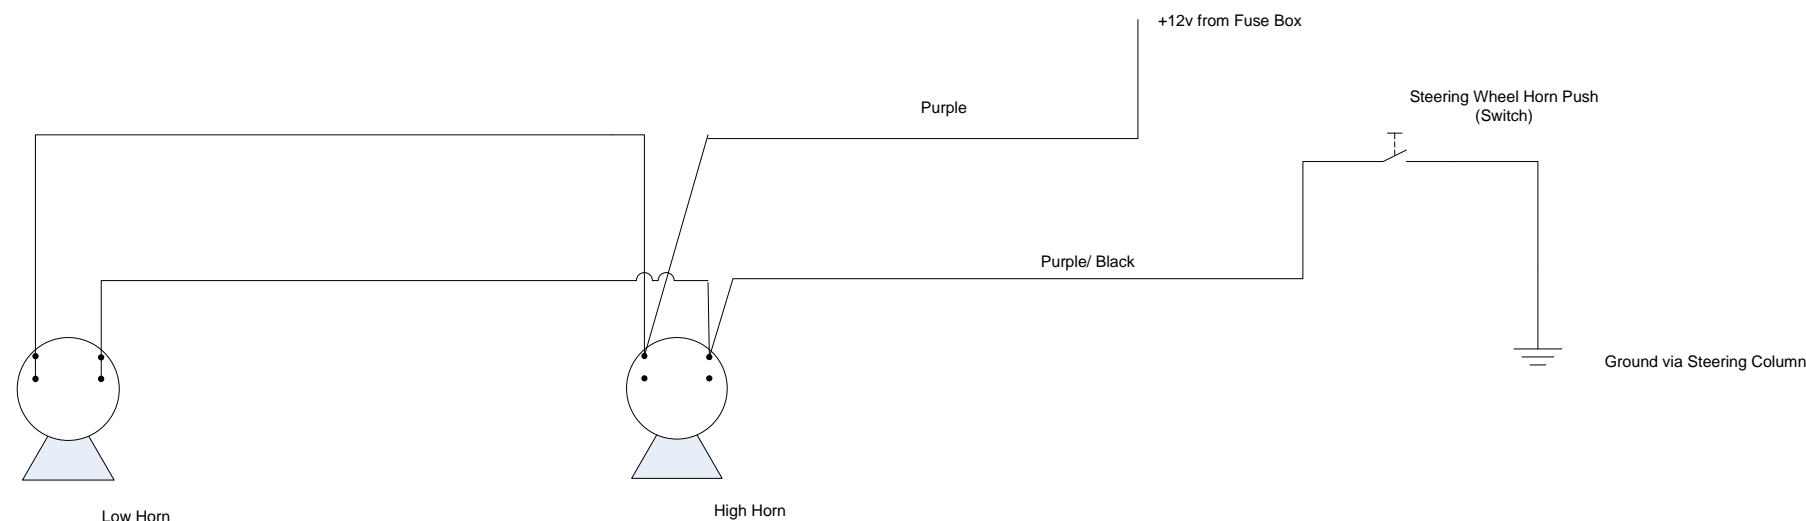 +12v from Fuse Box
Steering Wheel Horn Push
(Switch)
Purple
Purple/ Black
Ground via Steering Column
Low Horn
High Horn